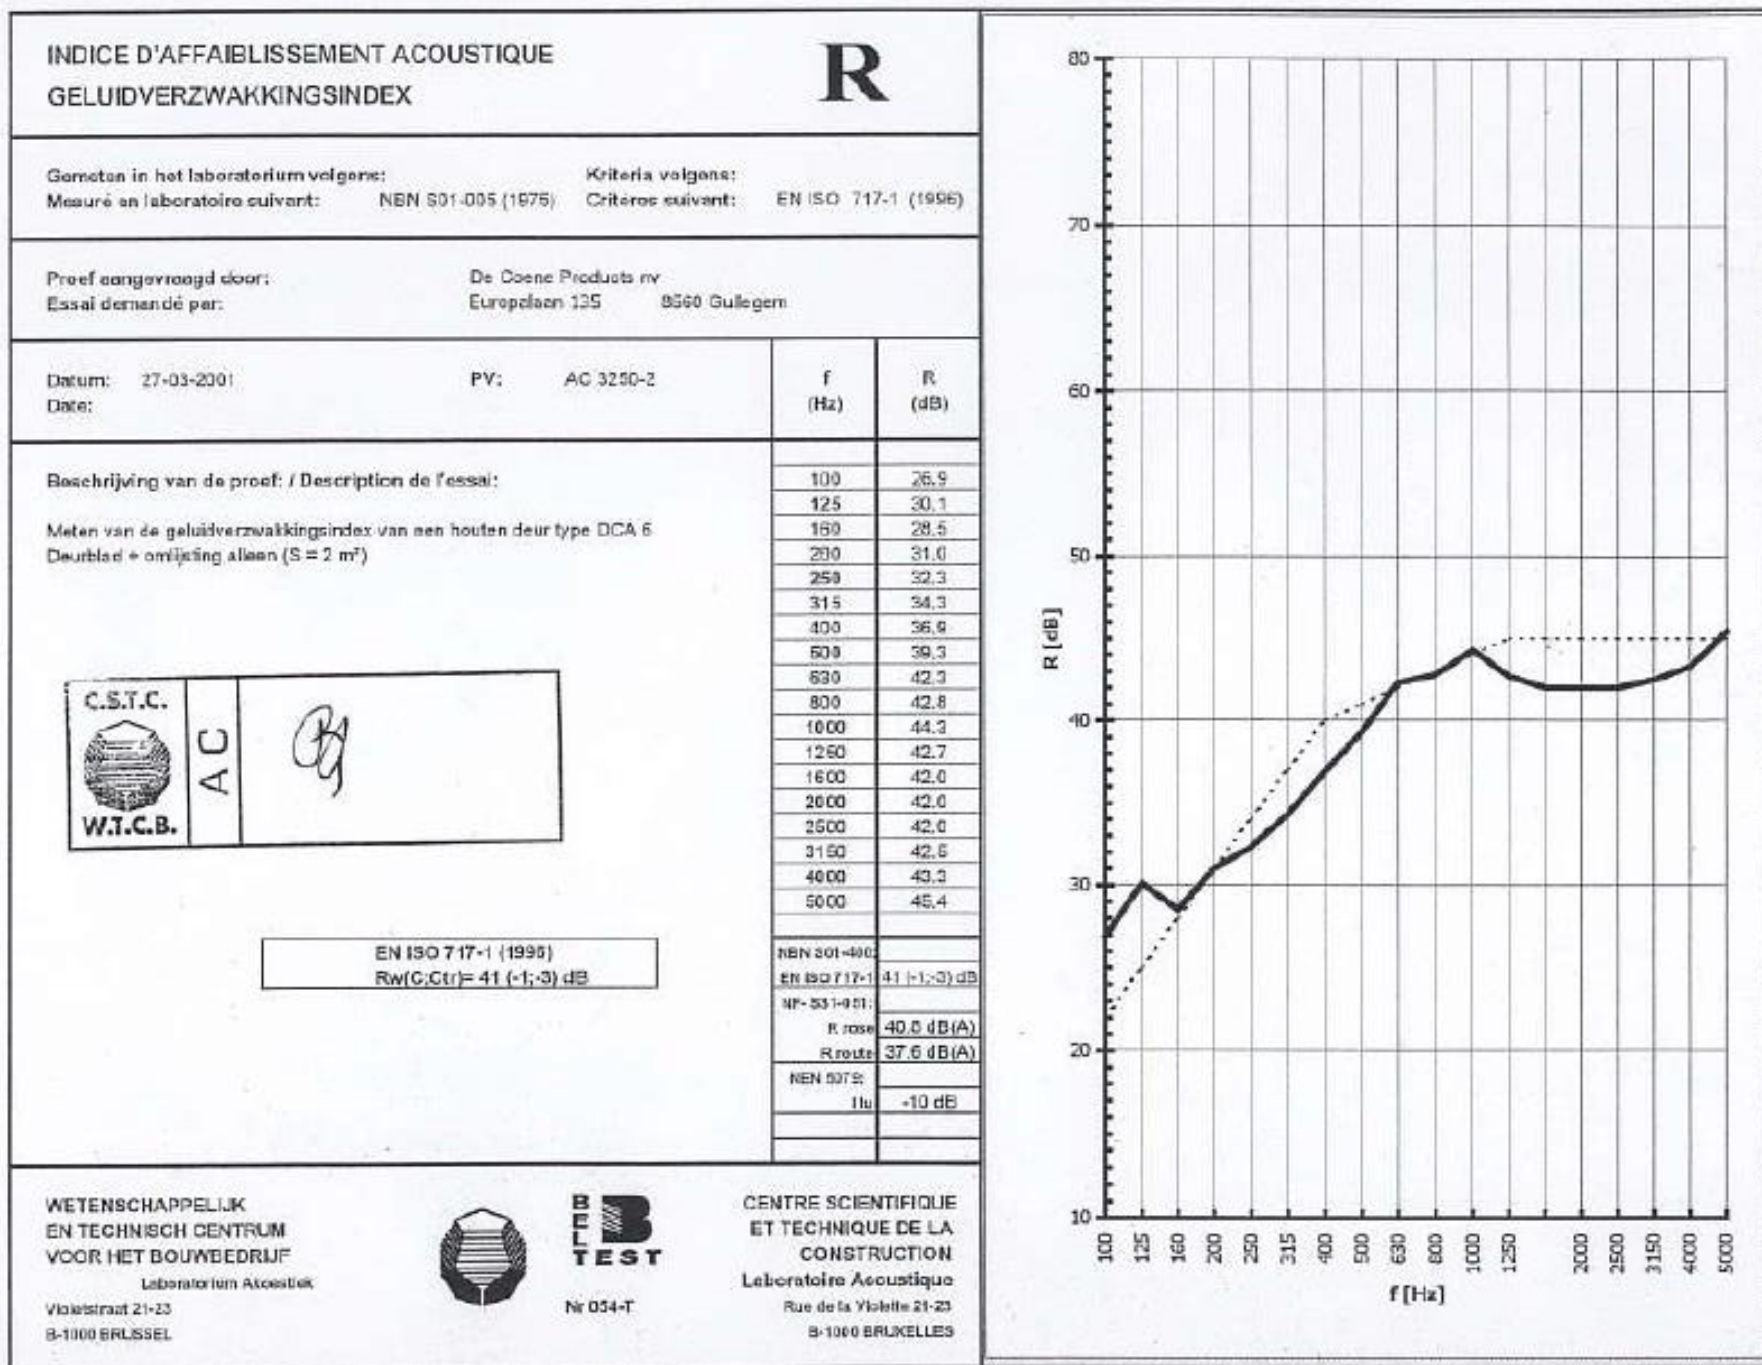 INDICE D'AFFAIBLISSEMENT ACOUSTIQUE
GELUIDVERZWAKKINGSINDEX
R
Gemeten in het laboratorium volgens:
Mesuré en laboratoire suivant: NBN S01-005 (1975)
Kriteria volgens:
Critères suivant: EN ISO 717-1 (1996)
Proef aangevraagd door:
Essai demandé par:
De Coene Products nv
Europalaan 135 8560 Gullegem
Datum: 27-03-2001 PV: AC 3250-2
Date:
f R
(Hz) (dB)
Beschrijving van de proef: / Description de l'essai:
Meten van de geluidverzwakkingsindex van een houten deur type DCA 6
Deurblad + omlijsting alleen (S = 2 m²)
100 26.9
125 30.1
160 28.5
200 31.0
250 32.3
315 34.3
400 36.9
500 39.3
630 42.3
800 42.8
1000 44.3
1250 42.7
1600 42.0
2000 42.0
2500 42.0
3150
4000 43.3
5000 45.4
C.S.T.C.
W.T.C.B.
AC
EN ISO 717-1 (1996)
Rw(C;Ctr)= 41 (-1;-3) dB
NBN S01-400:
EN ISO 717-1 41 (-1;-3) dB
NF- S31-051:
R rose dB(A)
R route 37.6 dB(A)
NEN 5079:
Ilu -10 dB
WETENSCHAPPELIJK
EN TECHNISCH CENTRUM
VOOR HET BOUWBEDRIJF
Laboratorium Akoestiek
Violetstraat 21-23
B-1000 BRUSSEL
BEL
B
TEST
Nr 054-T
CENTRE SCIENTIFIQUE
ET TECHNIQUE DE LA
CONSTRUCTION
Laboratoire Acoustique
Rue de la Violette 21-23
B-1000 BRUXELLES
80
70
60
50
40
30
20
10
R [dB]
100 125 160 200 250 315 400 500 630 800 1000 1250 2000 2500 3150 4000 5000
f [Hz]